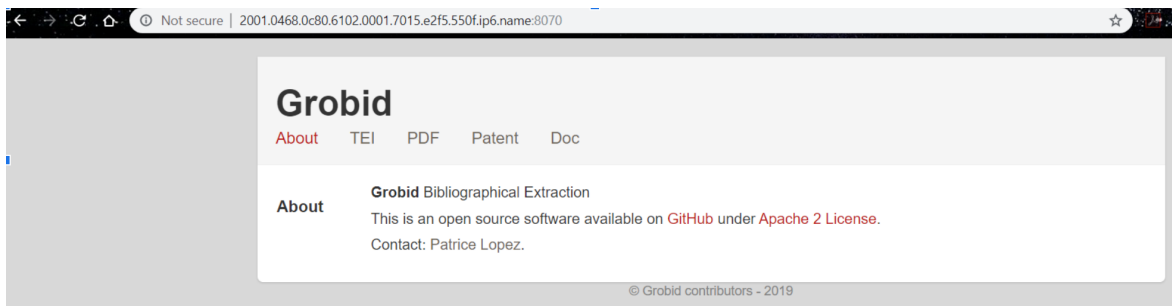 Not secure | 2001.0468.0c80.6102.0001.7015.e2f5.550f.ip6.name:8070
Grobid
About TEI PDF Patent Doc
About
Grobid Bibliographical Extraction
This is an open source software available on GitHub under Apache 2 License.
Contact: Patrice Lopez.
© Grobid contributors - 2019